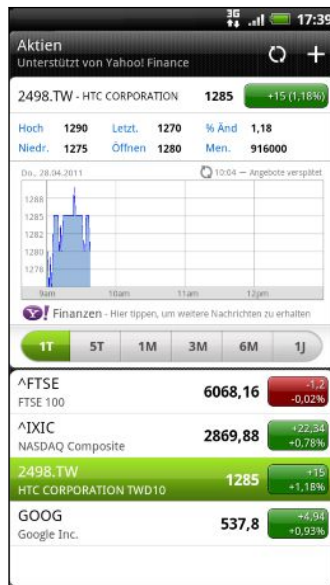 3G 17:39
Aktien
Unterstützt von Yahoo! Finance
2498.TW - HTC CORPORATION 1285 +15 (1,18%)
Hoch 1290 Letzt. 1270 % Änd 1,18
Niedr. 1275 Öffnen 1280 Men. 916000
Do., 28.04.2011 10:04 — Angebote verspätet
1288
1285
1282
1280
1278
9am 10am 11am 12pm
Y! Finanzen - Hier tippen, um weitere Nachrichten zu erhalten
1T 5T 1M 3M 6M 1J
^FTSE 6068,16 -1,2
FTSE 100 -0,02%
^IXIC 2869,88 +22,34
NASDAQ Composite +0,78%
2498.TW 1285 +15
HTC CORPORATION TWD10 +1,18%
GOOG 537,8 +4,94
Google Inc. +0,93%